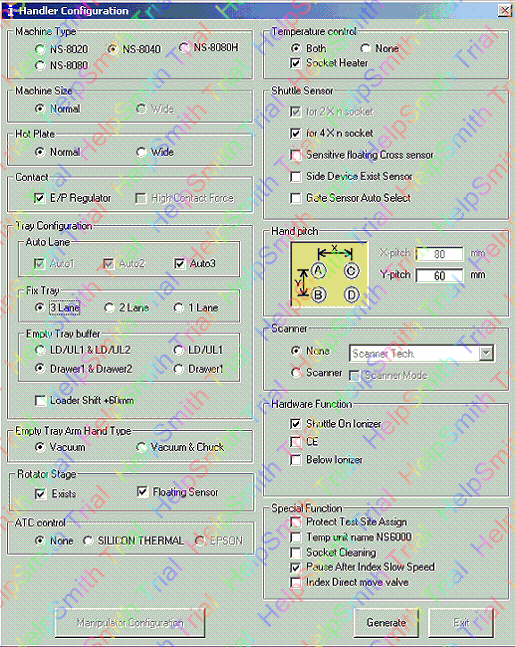 Handler Configuration
Machine Type
NS-8020
NS-8040
NS-8080H
NS-8080
Machine Size
Normal
Wide
Hot Plate
Normal
Wide
Contact
E/P Regulator
High Contact Force
Tray Configuration
Auto Lane
Auto1
Auto2
Auto3
Fix Tray
3 Lane
2 Lane
1 Lane
Empty Tray buffer
LD/UL1 & LD/UL2
LD/UL1
Drawer1 & Drawer2
Drawer1
Loader Shift +60mm
Empty Tray Arm Hand Type
Vacuum
Vacuum & Chuck
Rotator Stage
Exists
Floating Sensor
ATC control
None
SILICON THERMAL
EPSON
Manipulator Configuration
Temperature control
Both
None
Socket Heater
Shuttle Sensor
for 2 X n socket
for 4 X n socket
Sensitive floating Cross sensor
Side Device Exist Sensor
Gate Sensor Auto Select
Hand pitch
X
A
C
Y
B
D
X-pitch
80
mm
Y-pitch
60
mm
Scanner
None
Scanner Tech.
Scanner
Scanner Mode
Hardware Function
Shuttle On Ionizer
CE
Below Ionizer
Special Function
Protect Test Site Assign
Temp unit name NS6000
Socket Cleaning
Pause After Index Slow Speed
Index Direct move valve
Generate
Exit
HelpSmith Trial